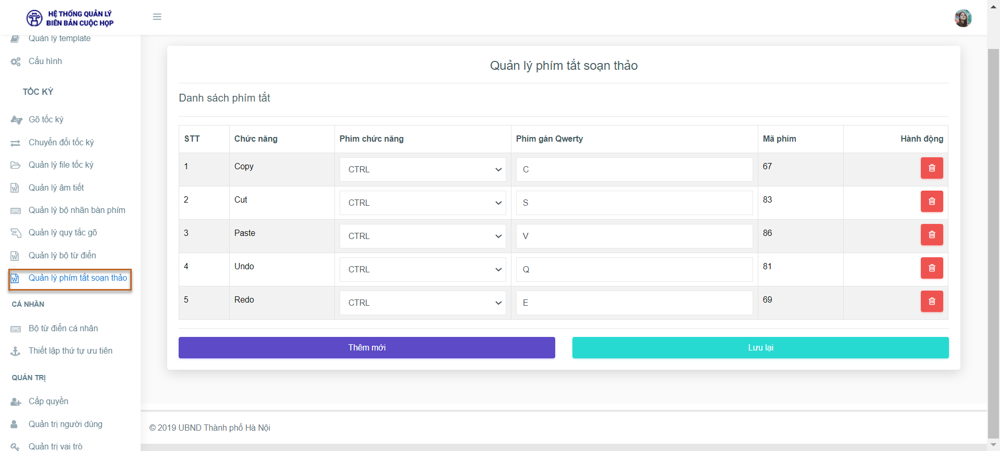 HỆ THỐNG QUẢN LÝ
BIÊN BẢN CUỘC HỌP
Quản lý template
Cấu hình
TỐC KÝ
Gõ tốc ký
Chuyển đổi tốc ký
Quản lý file tốc ký
Quản lý âm tiết
Quản lý bộ nhãn bàn phím
Quản lý quy tắc gõ
Quản lý bộ từ điển
Quản lý phím tắt soạn thảo
CÁ NHÂN
Bộ từ điển cá nhân
Thiết lập thứ tự ưu tiên
QUẢN TRỊ
Cấp quyền
Quản trị người dùng
Quản trị vai trò
Quản lý phím tắt soạn thảo
Danh sách phím tắt
STT Chức năng Phím chức năng Phím gán Qwerty Mã phím Hành động
1 Copy CTRL C 67
2 Cut CTRL S 83
3 Paste CTRL V 86
4 Undo CTRL Q 81
5 Redo CTRL E 69
Thêm mới Lưu lại
© 2019 UBND Thành phố Hà Nội